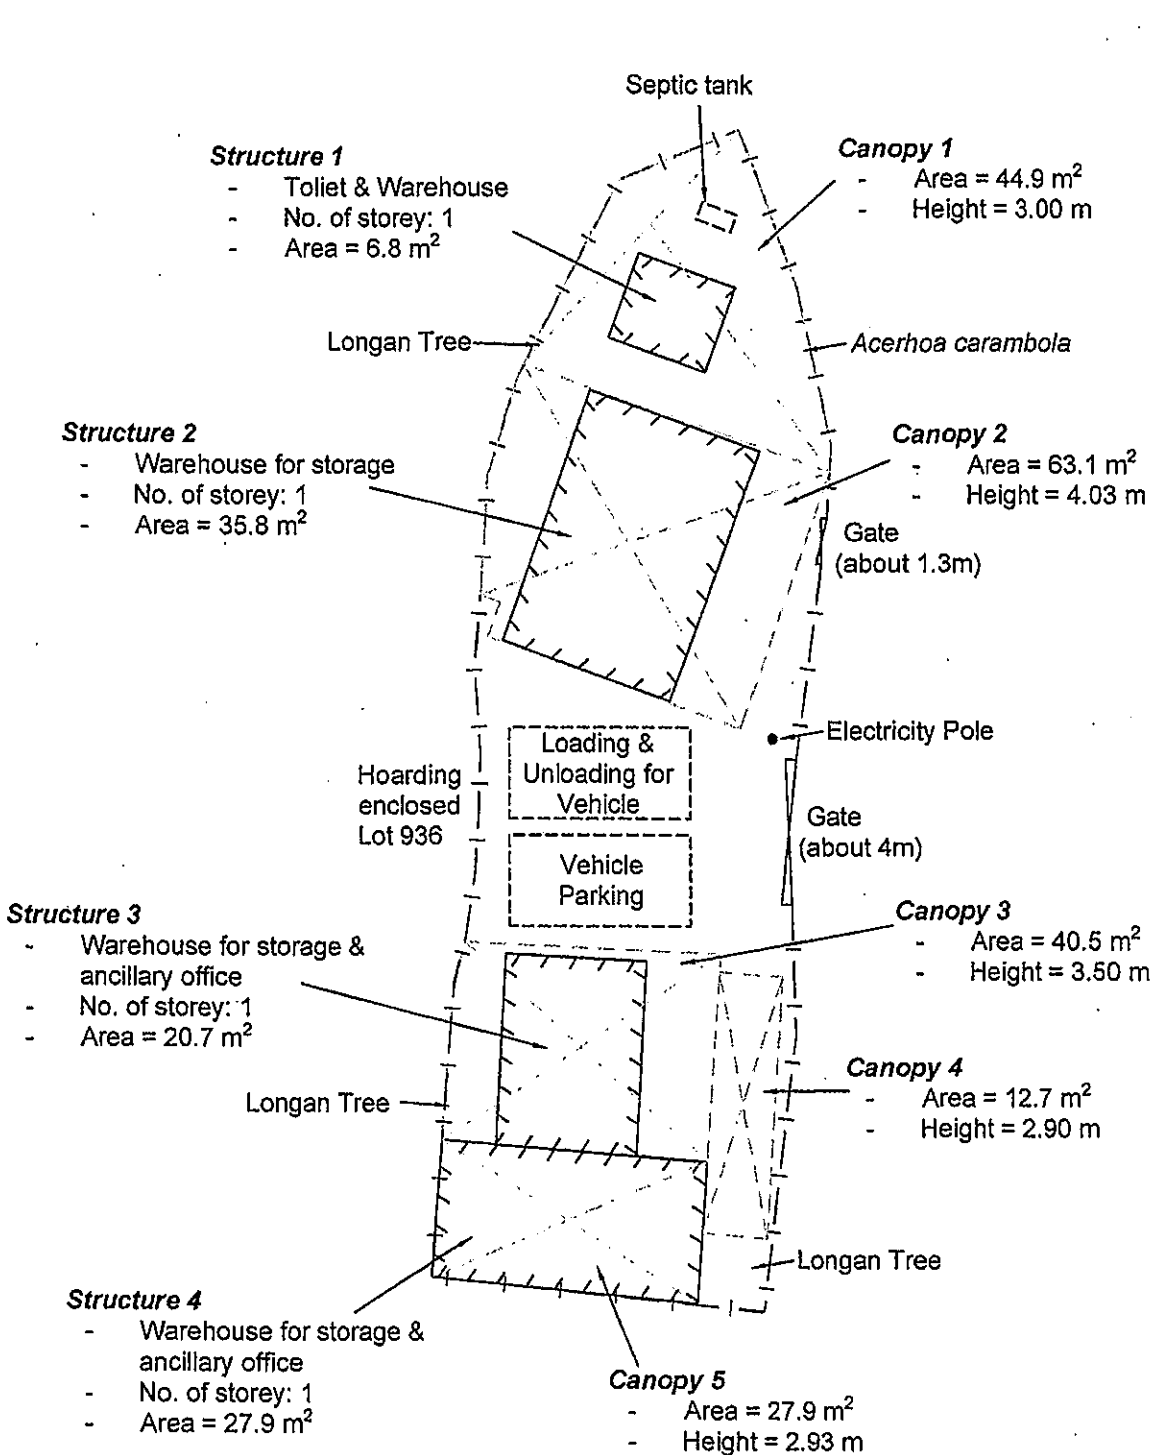 Septic tank
Structure 1
- Toliet & Warehouse
- No. of storey: 1
- Area = 6.8 m²
Canopy 1
- Area = 44.9 m²
- Height = 3.00 m
Longan Tree
Acerhoa carambola
Structure 2
- Warehouse for storage
- No. of storey: 1
- Area = 35.8 m²
Canopy 2
- Area = 63.1 m²
- Height = 4.03 m
Gate
(about 1.3m)
Electricity Pole
Loading &
Unloading for
Vehicle
Hoarding
enclosed
Lot 936
Gate
(about 4m)
Vehicle
Parking
Structure 3
- Warehouse for storage &
ancillary office
- No. of storey: 1
- Area = 20.7 m²
Canopy 3
- Area = 40.5 m²
- Height = 3.50 m
Canopy 4
- Area = 12.7 m²
- Height = 2.90 m
Longan Tree
Longan Tree
Structure 4
- Warehouse for storage &
ancillary office
- No. of storey: 1
- Area = 27.9 m²
Canopy 5
- Area = 27.9 m²
- Height = 2.93 m